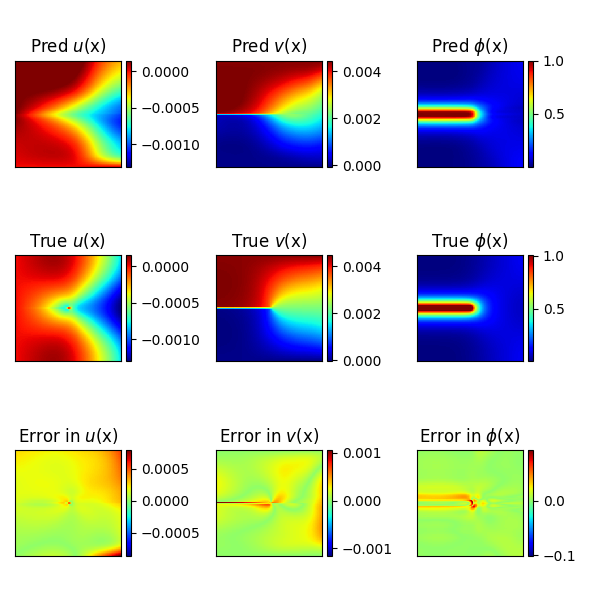 Pred u(x)
Pred v(x)
Pred ϕ(x)
0.0000
−0.0005
−0.0010
0.004
0.002
0.000
1.0
0.5
True u(x)
True v(x)
True ϕ(x)
0.0000
−0.0005
−0.0010
0.004
0.002
0.000
1.0
0.5
Error in u(x)
Error in v(x)
Error in ϕ(x)
0.0005
0.0000
−0.0005
0.001
0.000
−0.001
0.0
−0.1